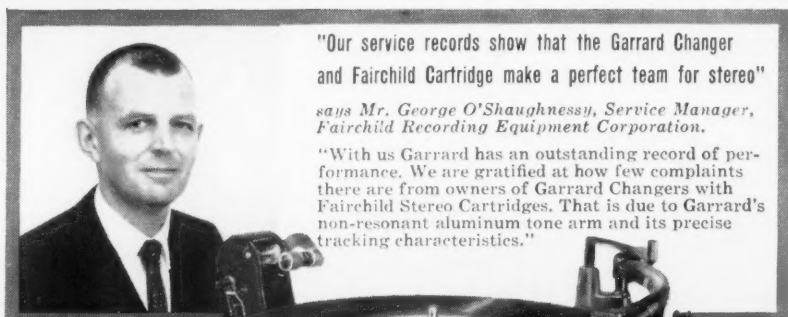 "Our service records show that the Garrard Changer
and Fairchild Cartridge make a perfect team for stereo"
says Mr. George O'Shaughnessy, Service Manager,
Fairchild Recording Equipment Corporation.
"With us Garrard has an outstanding record of per-
formance. We are gratified at how few complaints
there are from owners of Garrard Changers with
Fairchild Stereo Cartridges. That is due to Garrard's
non-resonant aluminum tone arm and its precise
tracking characteristics."